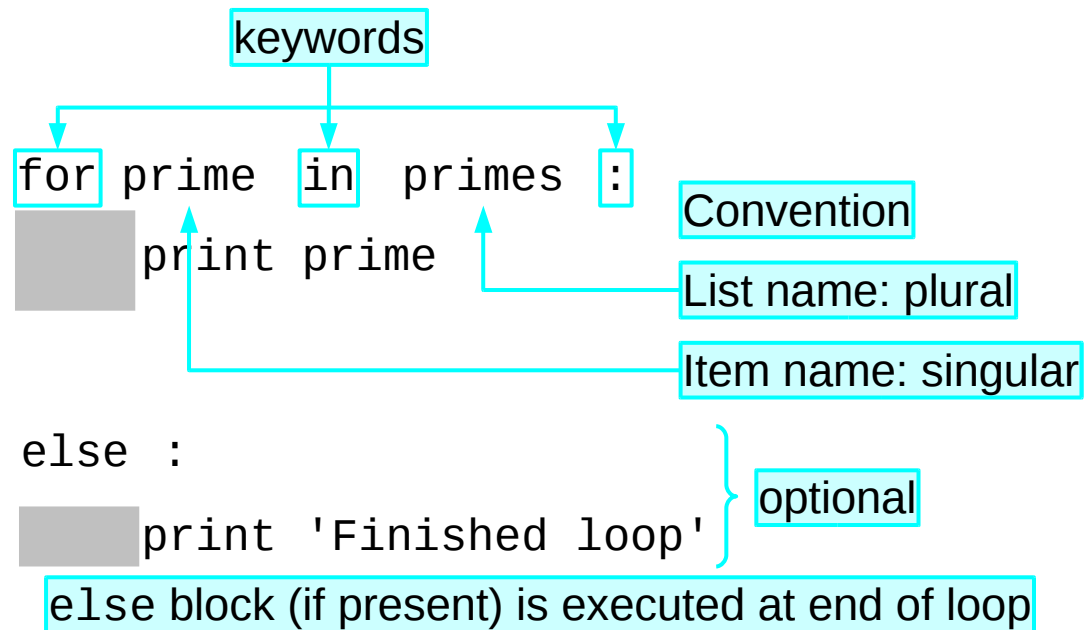 keywords
for prime in primes :
Convention
print prime
List name: plural
Item name: singular
else :
optional
print 'Finished loop'
else block (if present) is executed at end of loop